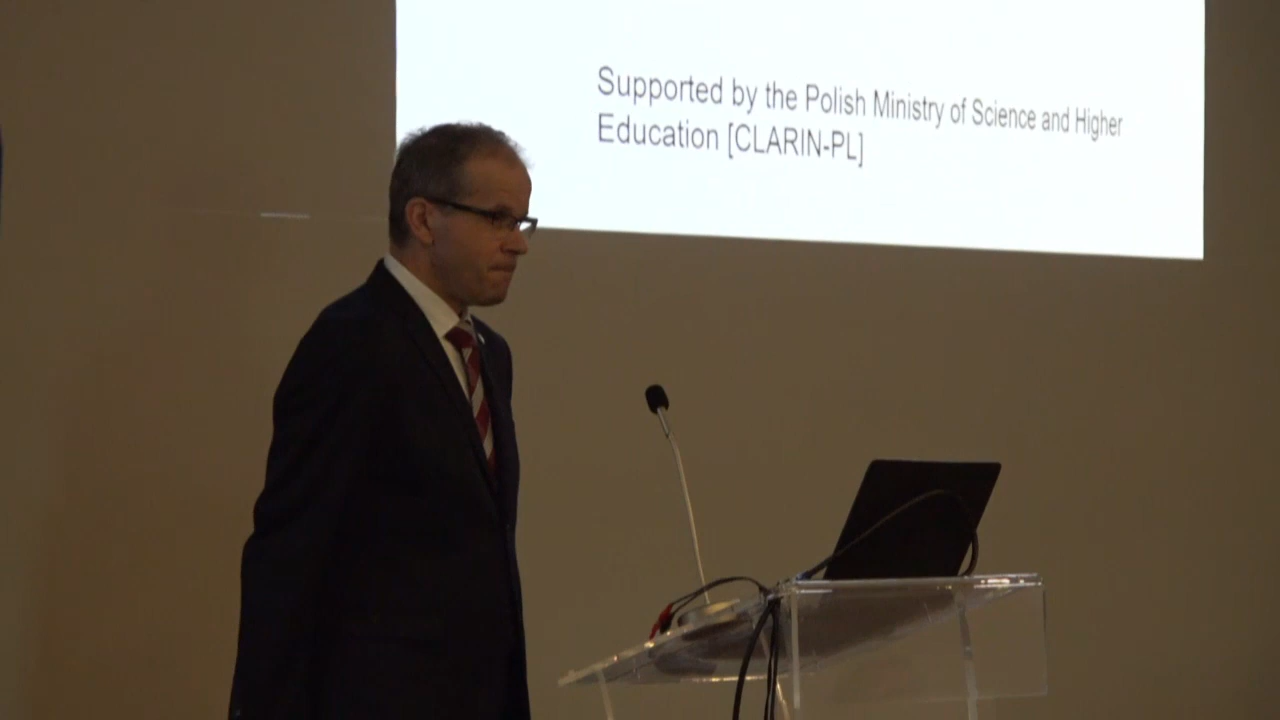 Supported by the Polish Ministry of Science and Higher
Education [CLARIN-PL]